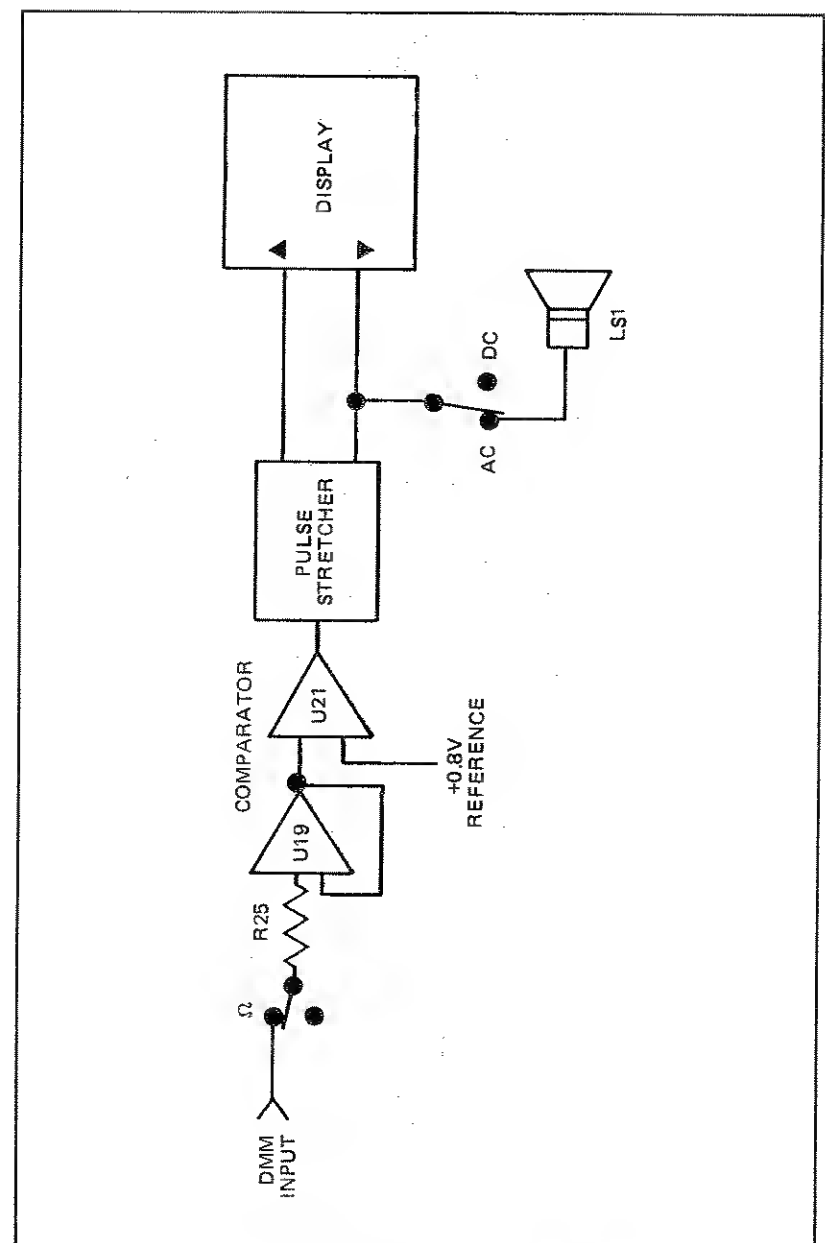 DMM
INPUT
Ω
R25
U19
COMPARATOR
U21
+0.8V
REFERENCE
PULSE
STRETCHER
AC
DC
LS1
DISPLAY